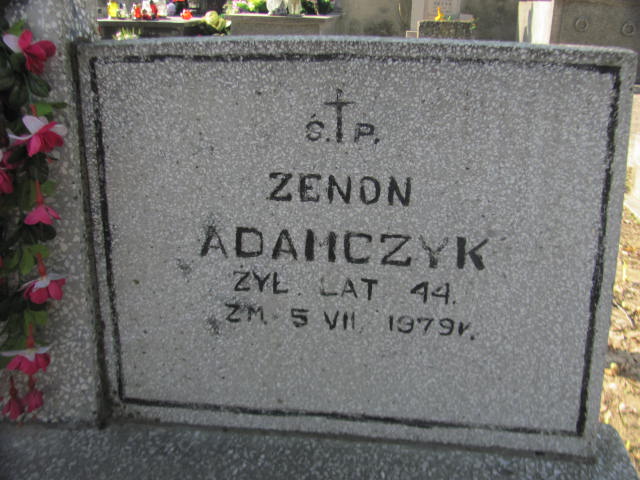 Ś.†P.
ZENON
ADAMCZYK
ŻYŁ. LAT 44.
ZM. 5 VII 1979r.